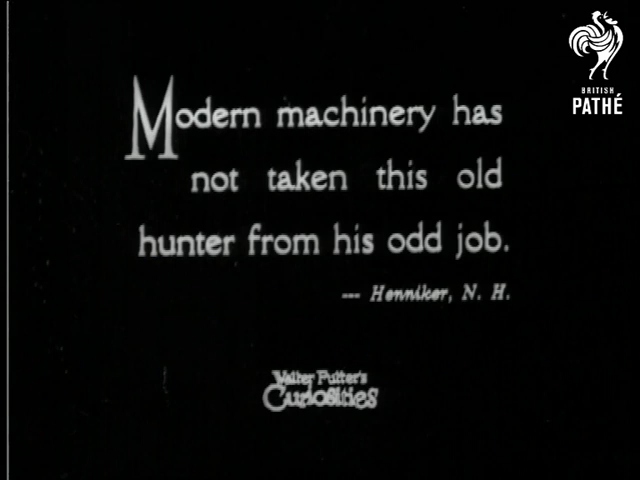 BRITISH
PATHÉ
Modern machinery has
not taken this old
hunter from his odd job.
--- Henniker, N. H.
Walter Futter's
Curiosities